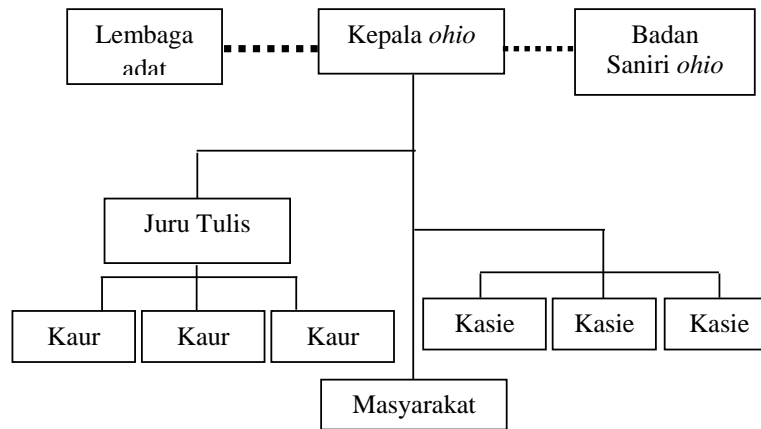 Lembaga
adat
Kepala ohio
Badan
Saniri ohio
Juru Tulis
Kaur
Kaur
Kaur
Kasie
Kasie
Kasie
Masyarakat